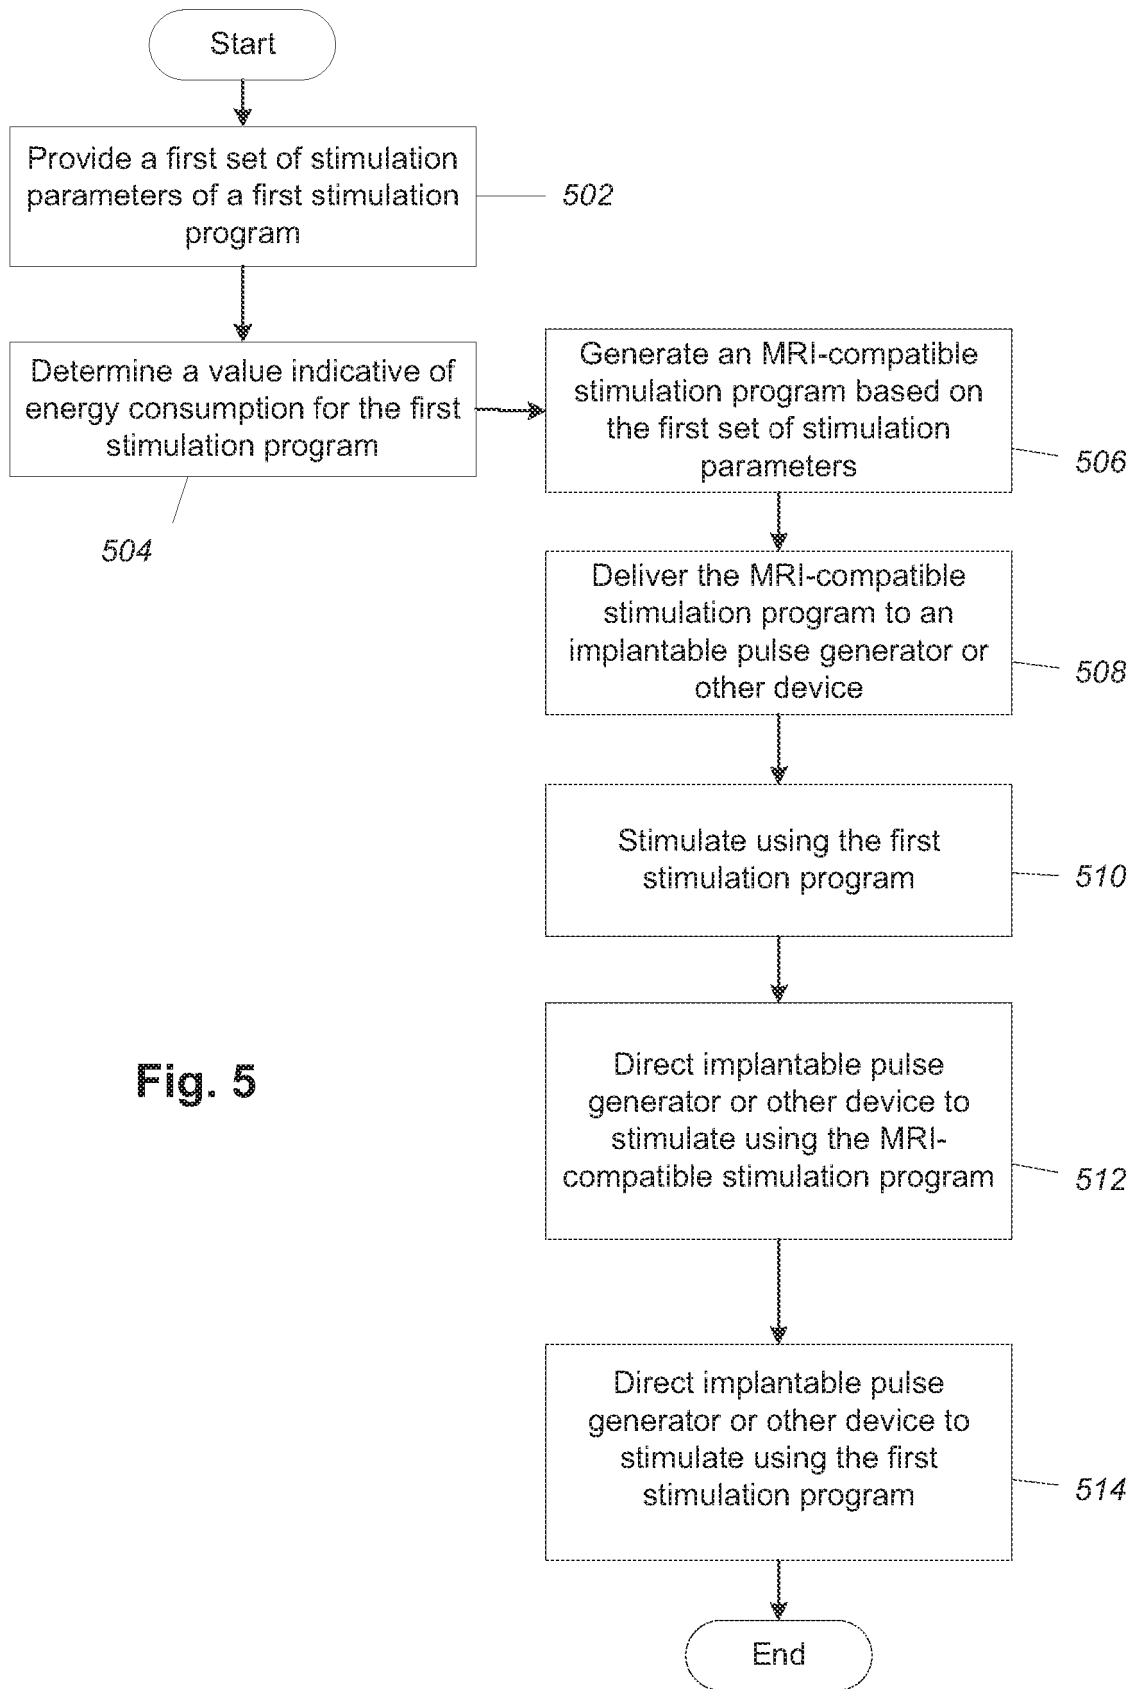 Start
Provide a first set of stimulation
parameters of a first stimulation
program
502
Determine a value indicative of
energy consumption for the first
stimulation program
504
Generate an MRI-compatible
stimulation program based on
the first set of stimulation
parameters
506
Deliver the MRI-compatible
stimulation program to an
implantable pulse generator or
other device
508
Stimulate using the first
stimulation program
510
Direct implantable pulse
generator or other device to
stimulate using the MRI-
compatible stimulation program
512
Fig. 5
Direct implantable pulse
generator or other device to
stimulate using the first
stimulation program
514
End